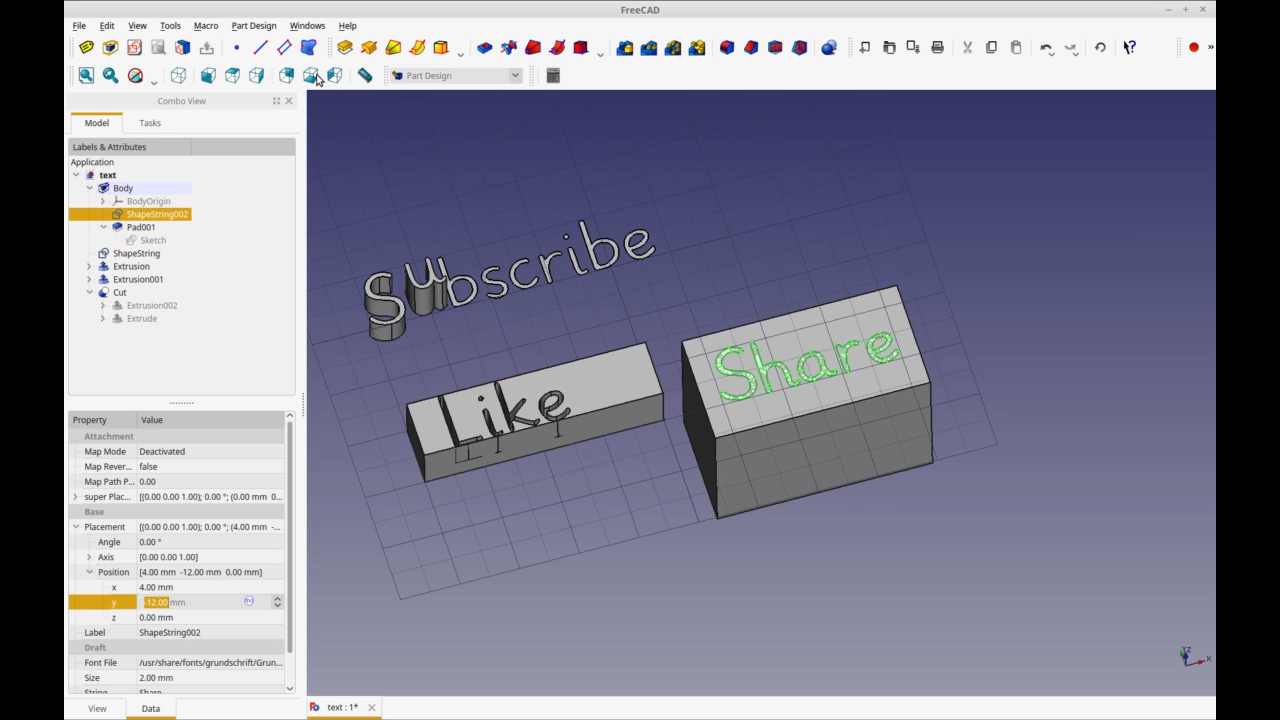 FreeCAD
File Edit View Tools Macro Part Design Windows Help
»
Part Design
Combo View
Model Tasks
Labels & Attributes
Application
text
Body
BodyOrigin
ShapeString002
Pad001
Sketch
ShapeString
Extrusion
Extrusion001
Cut
Extrusion002
Extrude
Subscribe
Like
Share
Property Value
Attachment
Map Mode Deactivated
Map Rever... false
Map Path P... 0.00
super Plac... [(0.00 0.00 1.00); 0.00 °; (0.00 mm 0...
Base
Placement [(0.00 0.00 1.00); 0.00 °; (4.00 mm -...
Angle 0.00 °
Axis [0.00 0.00 1.00]
Position [4.00 mm -12.00 mm 0.00 mm]
x 4.00 mm
y -12.00 mm
z 0.00 mm
Label ShapeString002
Draft
Font File /usr/share/fonts/grundschrift/Grun...
Size 2.00 mm
String Share
View Data
text : 1*
Y Z X